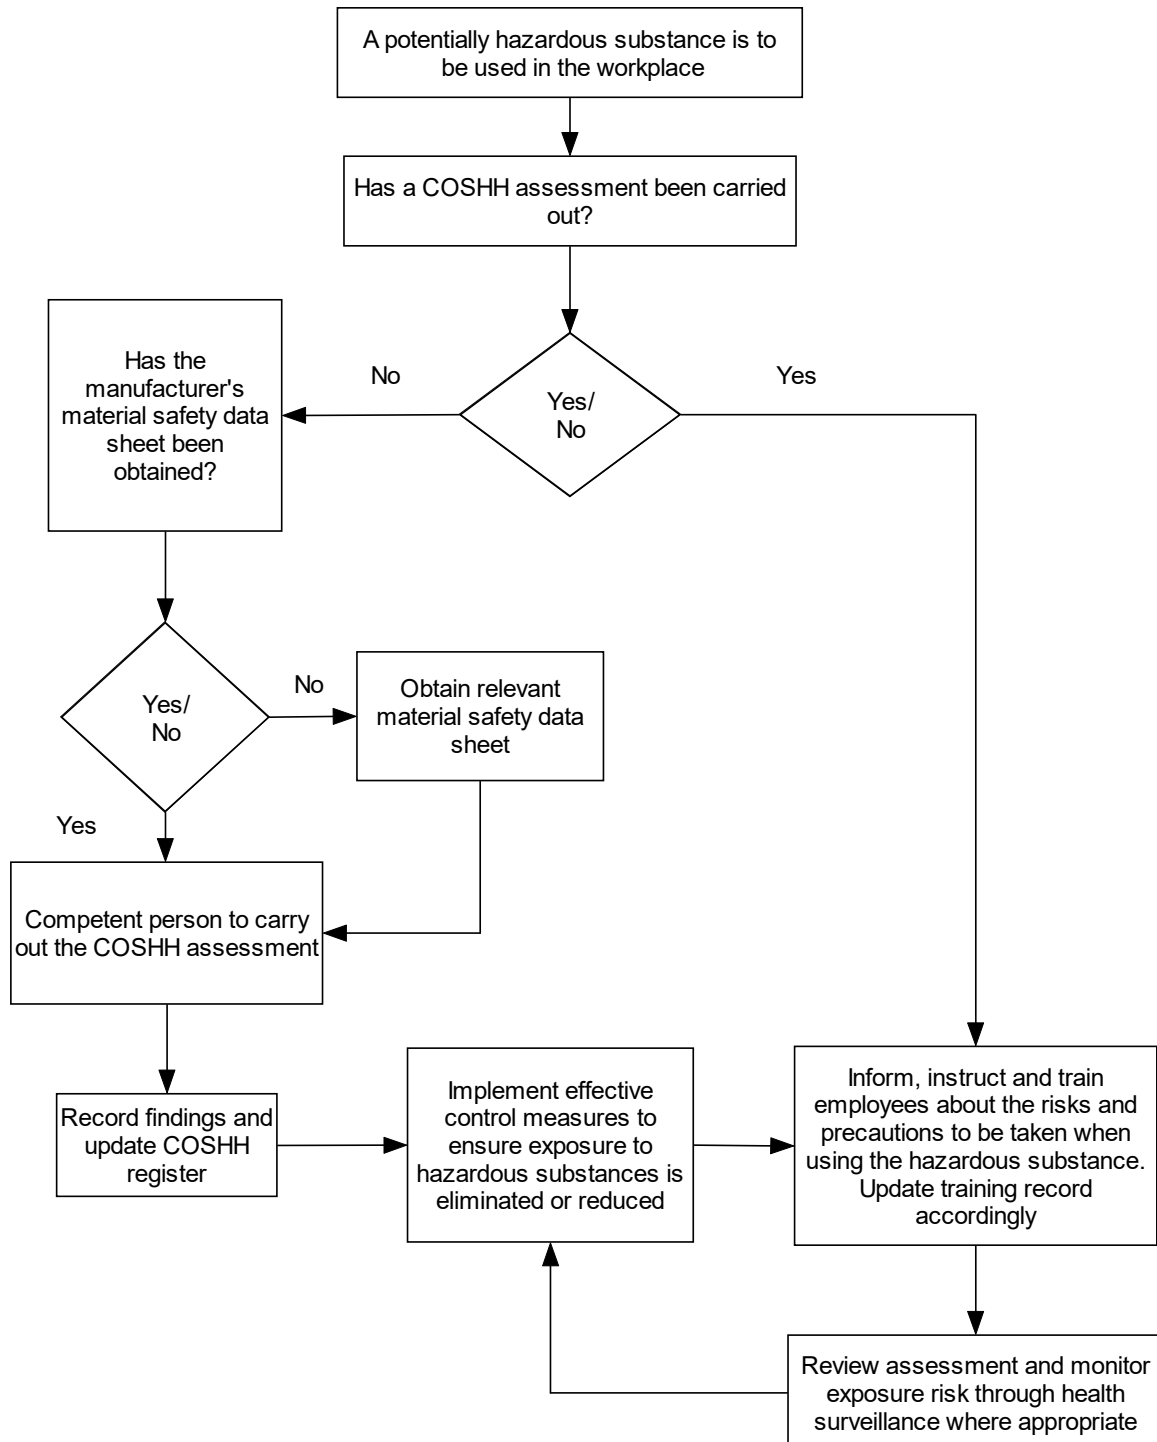 A potentially hazardous substance is to
be used in the workplace
Has a COSHH assessment been carried
out?
Has the
manufacturer's
material safety data
sheet been
obtained?
No
Yes/
No
Yes
Yes/
No
No
Obtain relevant
material safety data
sheet
Yes
Competent person to carry
out the COSHH assessment
Record findings and
update COSHH
register
Implement effective
control measures to
ensure exposure to
hazardous substances is
eliminated or reduced
Inform, instruct and train
employees about the risks and
precautions to be taken when
using the hazardous substance.
Update training record
accordingly
Review assessment and monitor
exposure risk through health
surveillance where appropriate